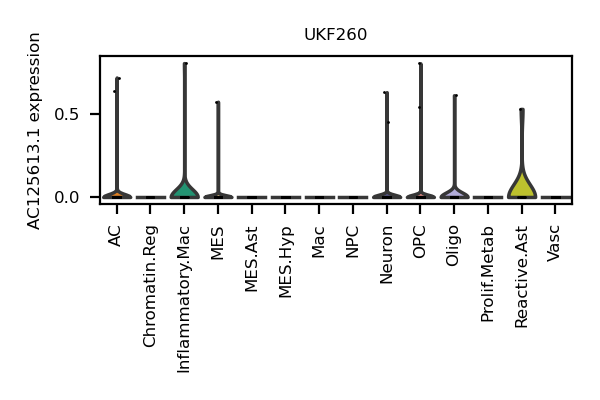 UKF260
AC125613.1 expression
0.5
0.0
AC
Chromatin.Reg
Inflammatory.Mac
MES
MES.Ast
MES.Hyp
Mac
NPC
Neuron
OPC
Oligo
Prolif.Metab
Reactive.Ast
Vasc